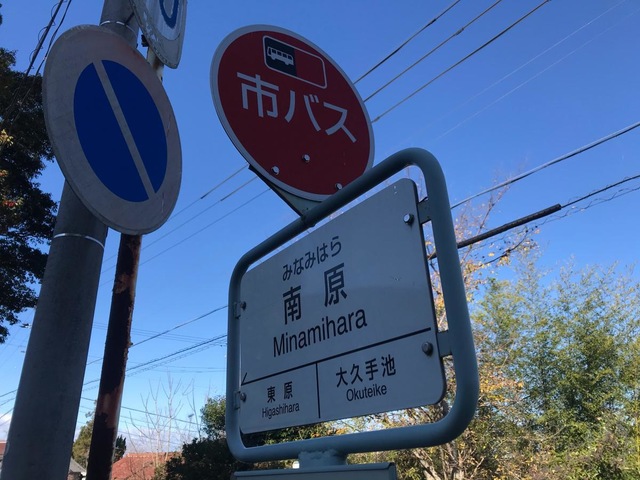 市バス
みなみはら
南原
Minamihara
東原
Higashihara
大久手池
Okuteike